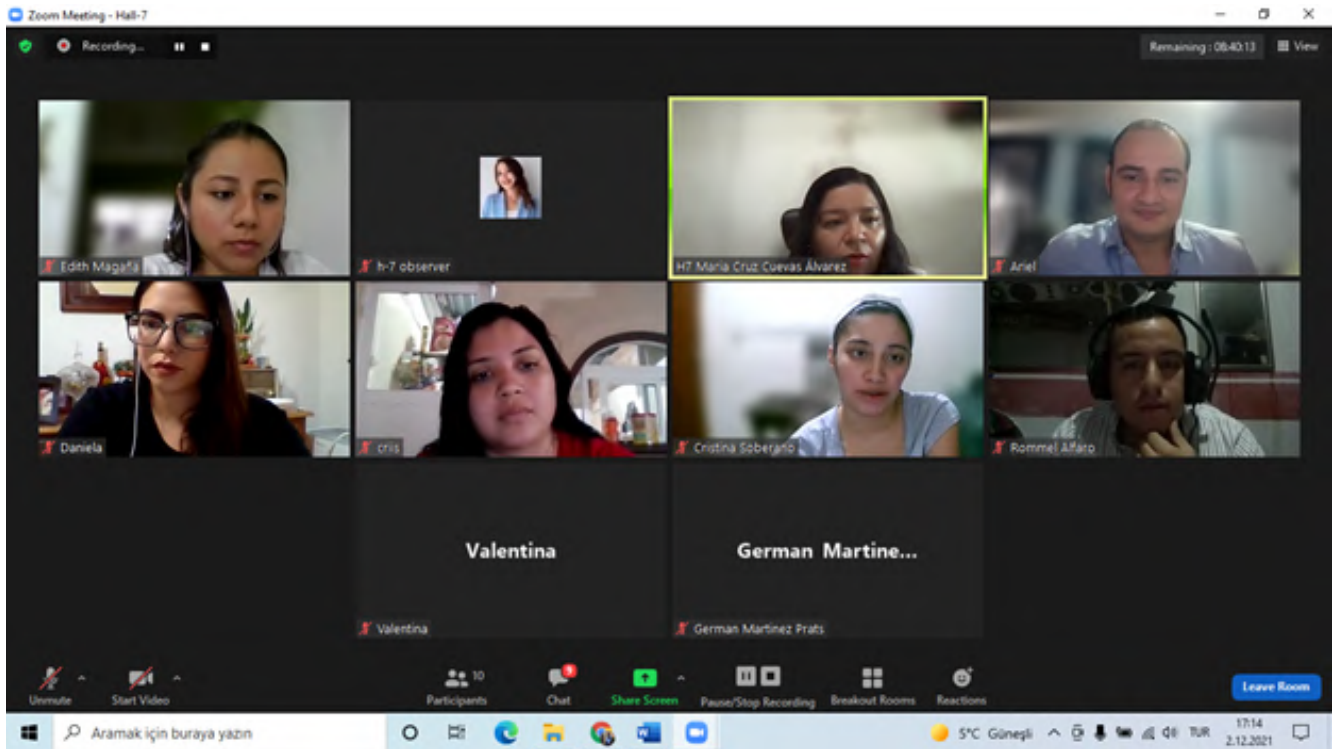 Zoom Meeting - Hall-7
Recording...
Remaining : 08:40:13
View
Edith Magaña
h-7 observer
H7 Maria Cruz Cuevas Álvarez
Ariel
Daniela
criis
Cristina Soberano
Rommel Alfaro
Valentina
German Martine...
Valentina
German Martinez Prats
Unmute
Start Video
Participants
10
Chat
9
Share Screen
Pause/Stop Recording
Breakout Rooms
Reactions
Leave Room
Aramak için buraya yazın
5°C Güneşli
TUR
17:14
2.12.2021